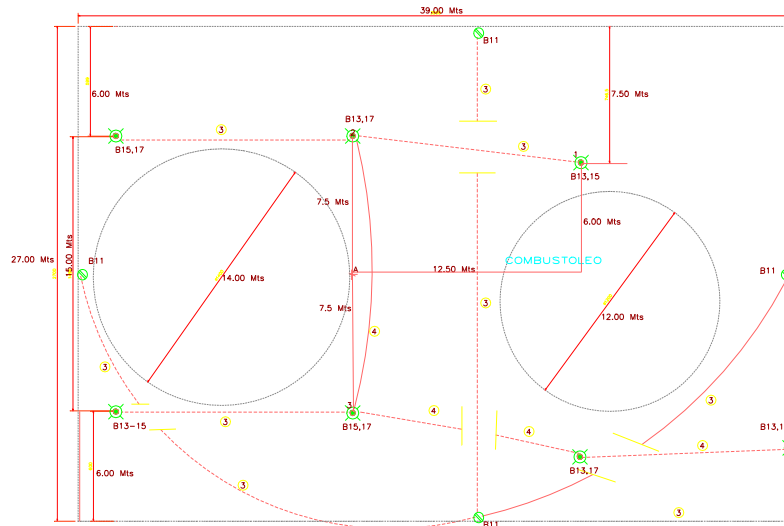 39.00 Mts
B11
3
6.00 Mts
7.50 Mts
B13,17
2
3
B15,17
3
1
B13,15
7.5 Mts
6.00 Mts
27.00 Mts
15.00 Mts
B11
14.00 Mts
A
12.50 Mts
COMBUSTOLEO
B11
7.5
3
12.00 Mts
4
3
3
3
B13-15
3
B15,17
4
4
4
B13,1
6.00 Mts
B13,17
3
3
B11